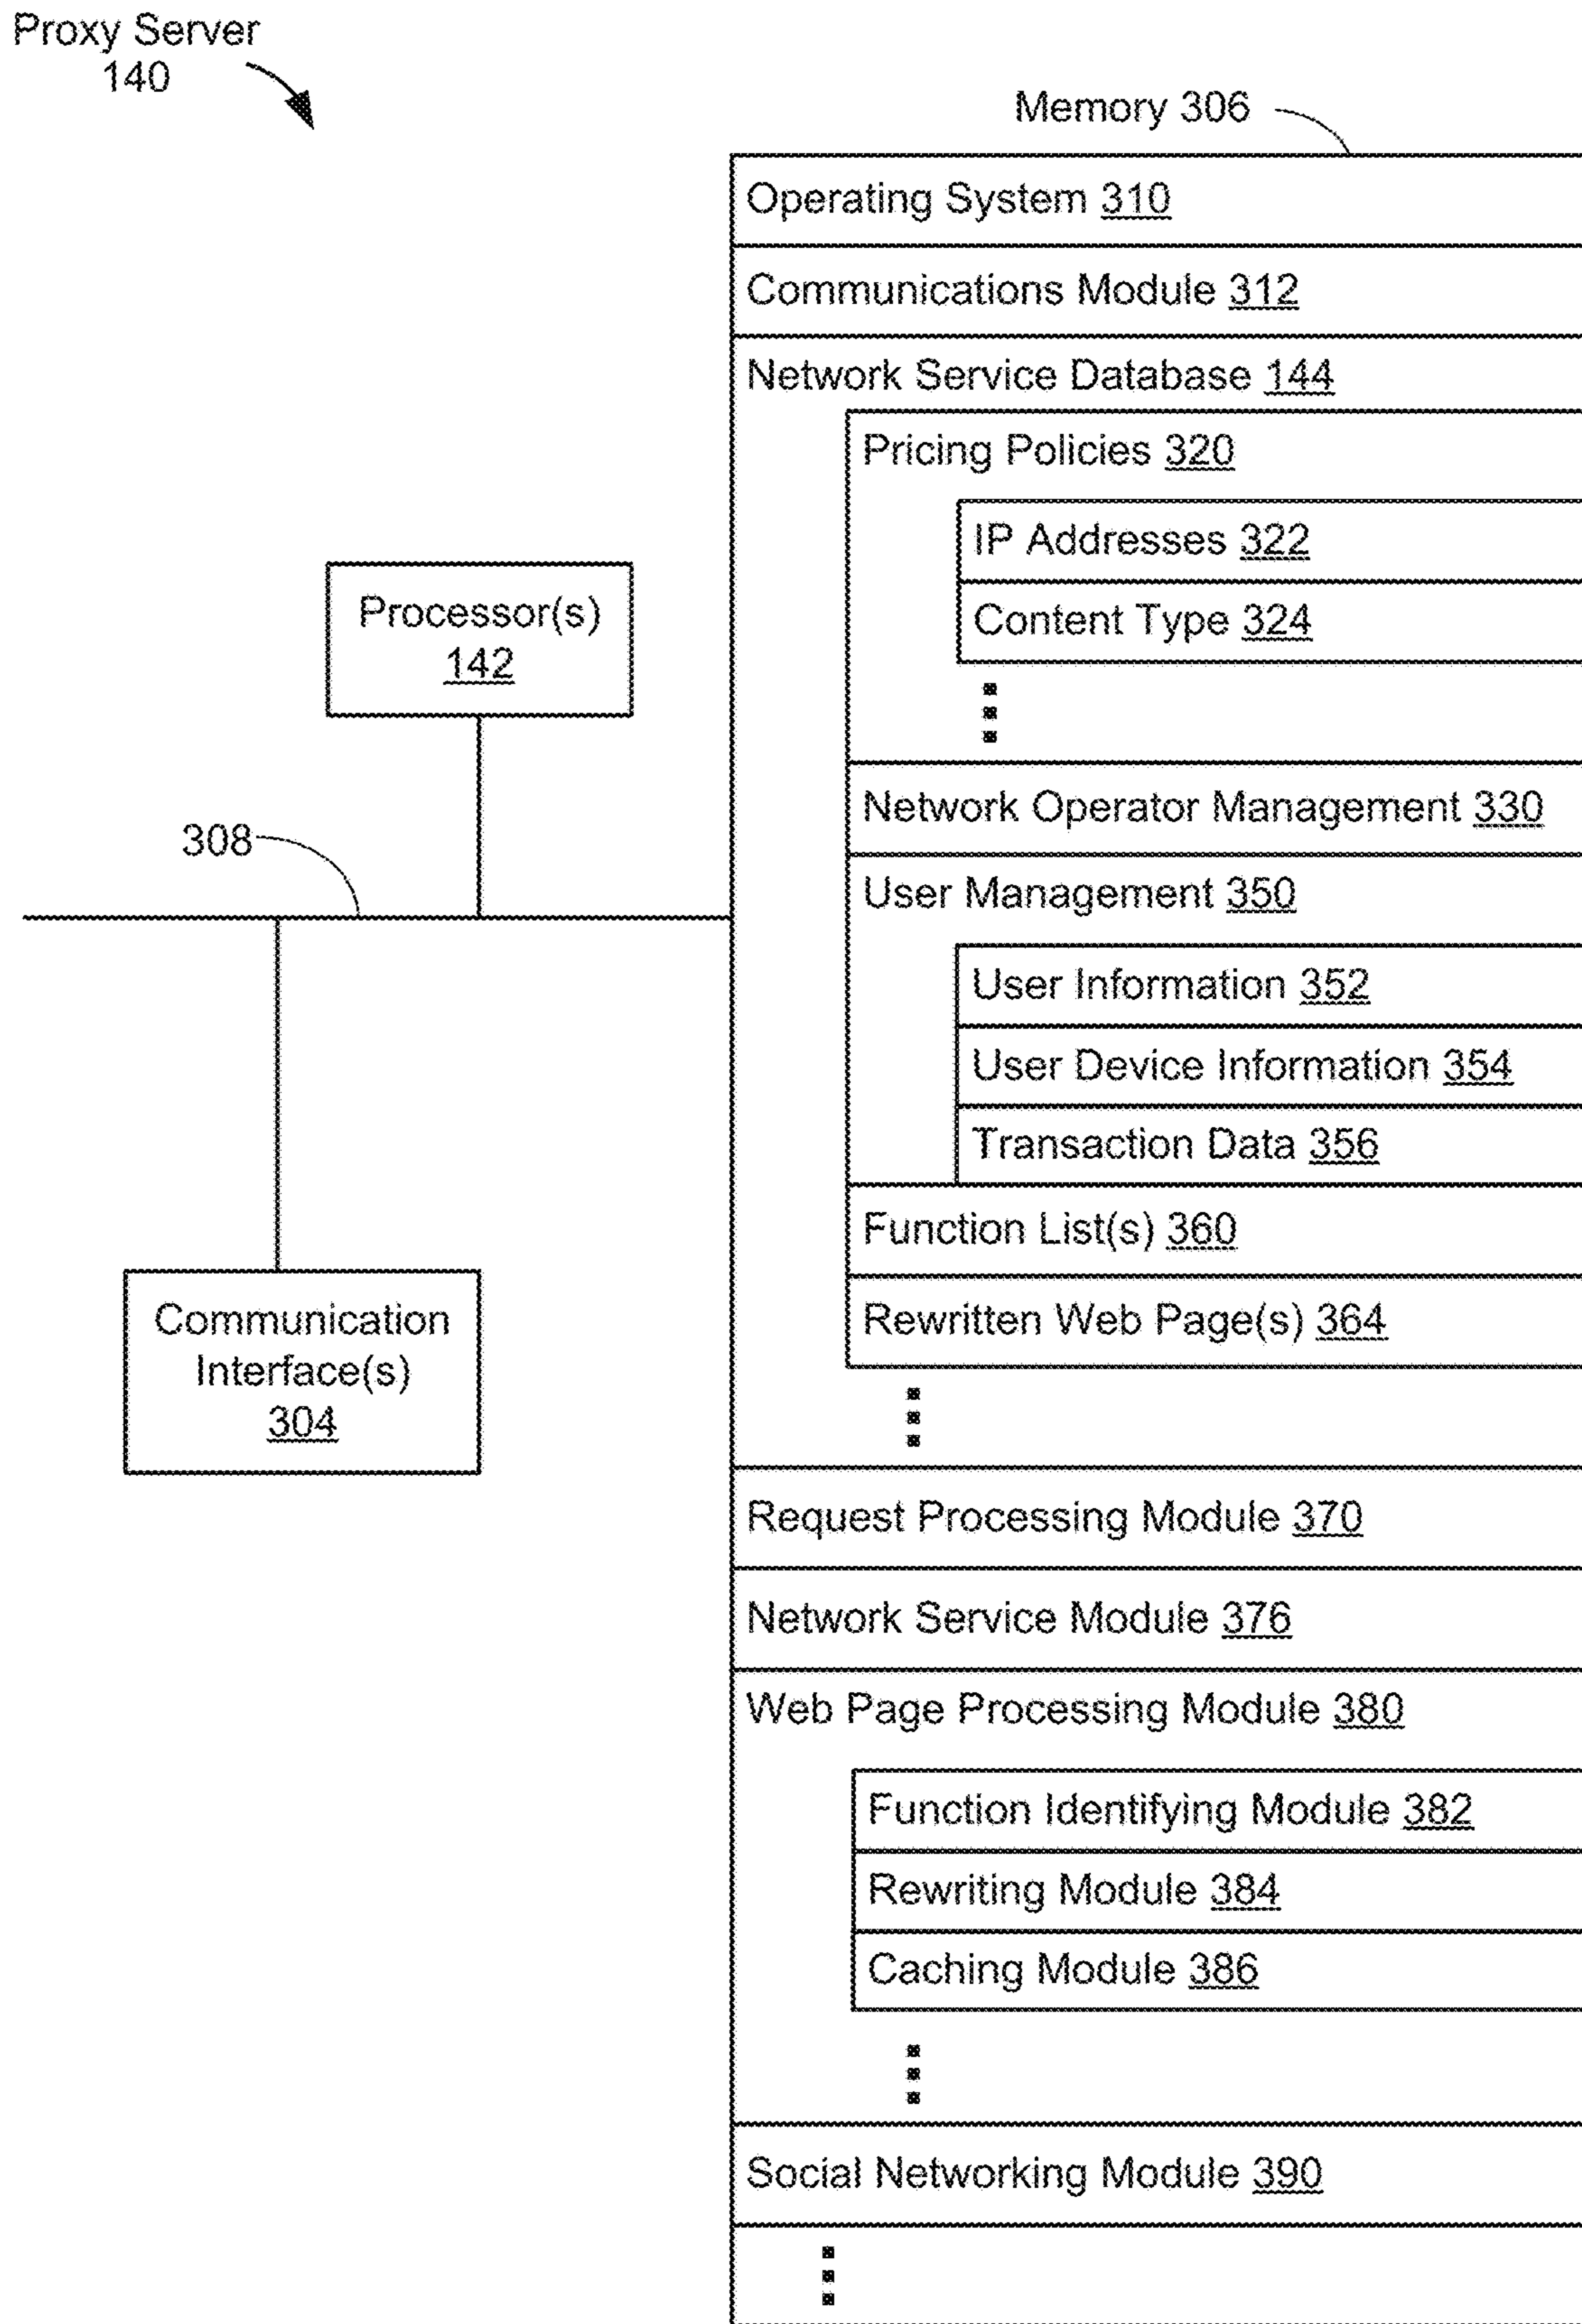 Proxy Server
140
Memory 306
Operating System 310
Communications Module 312
Network Service Database 144
Pricing Policies 320
IP Addresses 322
Content Type 324
Processor(s)
142
Network Operator Management 330
308
User Management 350
User Information 352
User Device Information 354
Transaction Data 356
Function List(s) 360
Rewritten Web Page(s) 364
Communication
Interface(s)
304
Request Processing Module 370
Network Service Module 376
Web Page Processing Module 380
Function Identifying Module 382
Rewriting Module 384
Caching Module 386
Social Networking Module 390